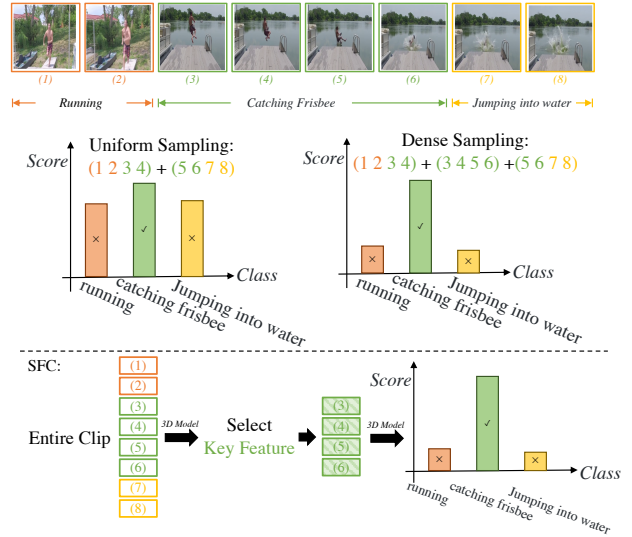 (1) (2) (3) (4) (5) (6) (7) (8)
Running Catching Frisbee Jumping into water
Uniform Sampling:
(1 2 3 4) + (5 6 7 8)
Score
×
✓
×
Class
running
catching frisbee
Jumping into water
Dense Sampling:
(1 2 3 4) + (3 4 5 6) +(5 6 7 8)
Score
×
✓
×
Class
running
catching frisbee
Jumping into water
SFC:
Entire Clip
(1)
(2)
(3)
(4)
(5)
(6)
(7)
(8)
3D Model
Select
Key Feature
(3)
(4)
(5)
(6)
3D Model
Score
×
✓
×
Class
running
catching frisbee
Jumping into water